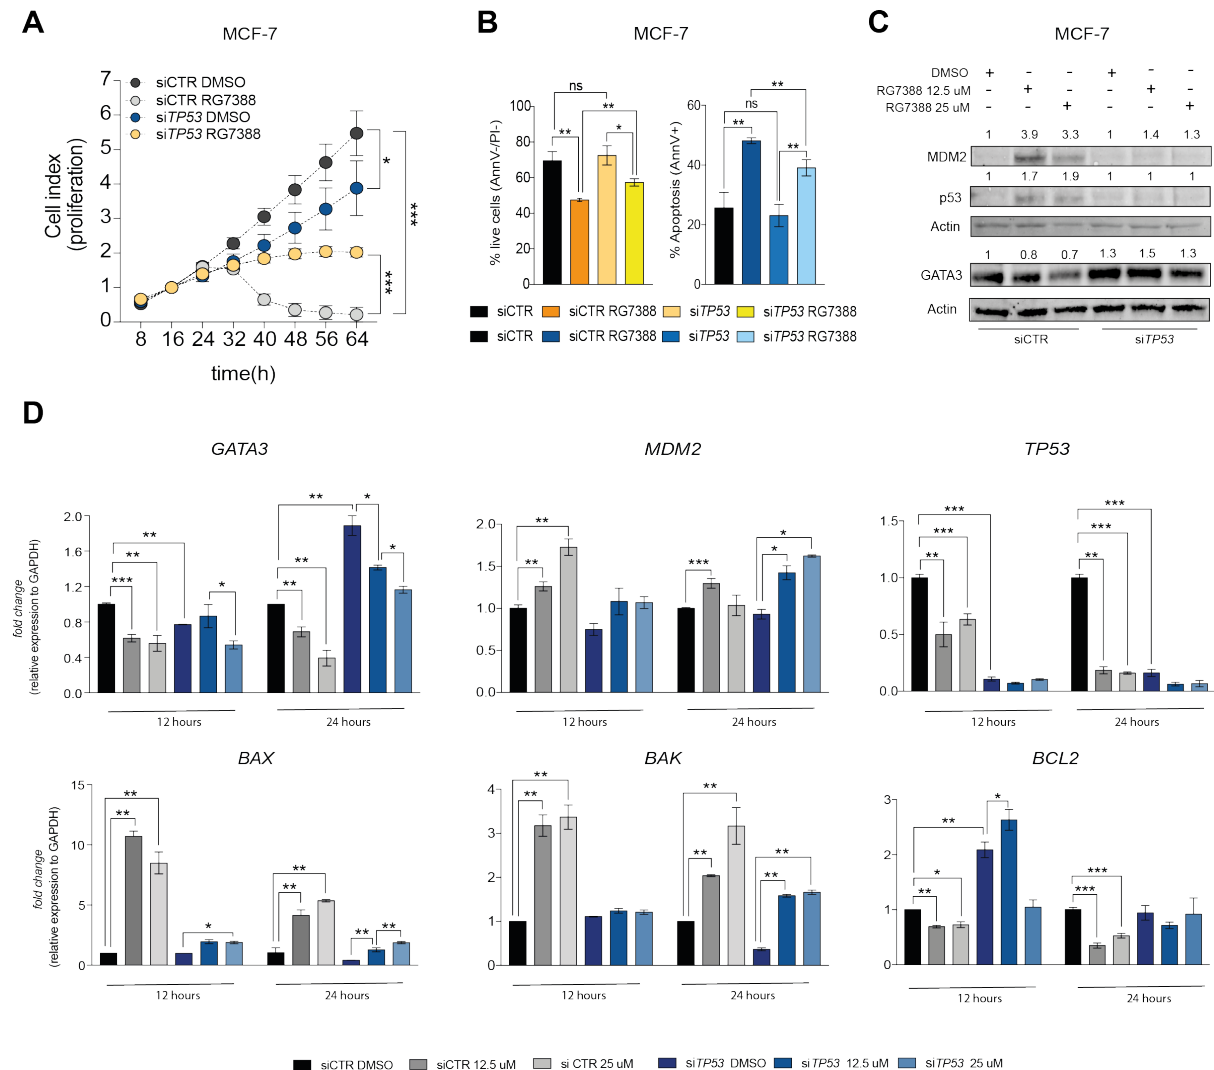 A
MCF-7
Cell index
(proliferation)
7
6
5
4
3
2
1
0
siCTR DMSO
siCTR RG7388
siTP53 DMSO
siTP53 RG7388
*
***
***
8 16 24 32 40 48 56 64
time(h)
B
MCF-7
% live cells (AnnV-/PI-)
100
80
60
40
20
0
ns
**
** *
% Apoptosis (AnnV+)
60
40
20
0
**
ns
**
**
siCTR siCTR RG7388 siTP53 siTP53 RG7388
siCTR siCTR RG7388 siTP53 siTP53 RG7388
C
MCF-7
DMSO + - - + - -
RG7388 12.5 uM - + - - + -
RG7388 25 uM - - + - - +
1 3.9 3.3 1 1.4 1.3
MDM2
1 1.7 1.9 1 1 1
p53
Actin
1 0.8 0.7 1.3 1.5 1.3
GATA3
Actin
siCTR siTP53
D
GATA3
fold change
(relative expression to GAPDH)
2.0
1.6
1.2
0.8
0.4
0.0
**
**
***
*
** *
**
**
*
12 hours 24 hours
MDM2
2.0
1.5
1.0
0.5
0.0
**
**
***
*
*
12 hours 24 hours
TP53
1.5
1.0
0.5
0.0
***
***
**
***
***
**
12 hours 24 hours
BAX
fold change
(relative expression to GAPDH)
15
10
5
0
**
**
*
**
**
** **
12 hours 24 hours
BAK
4
3
2
1
0
**
**
**
**
**
**
12 hours 24 hours
BCL2
3
2
1
0
*
**
*
**
***
***
12 hours 24 hours
siCTR DMSO siCTR 12.5 uM si CTR 25 uM siTP53 DMSO siTP53 12.5 uM siTP53 25 uM